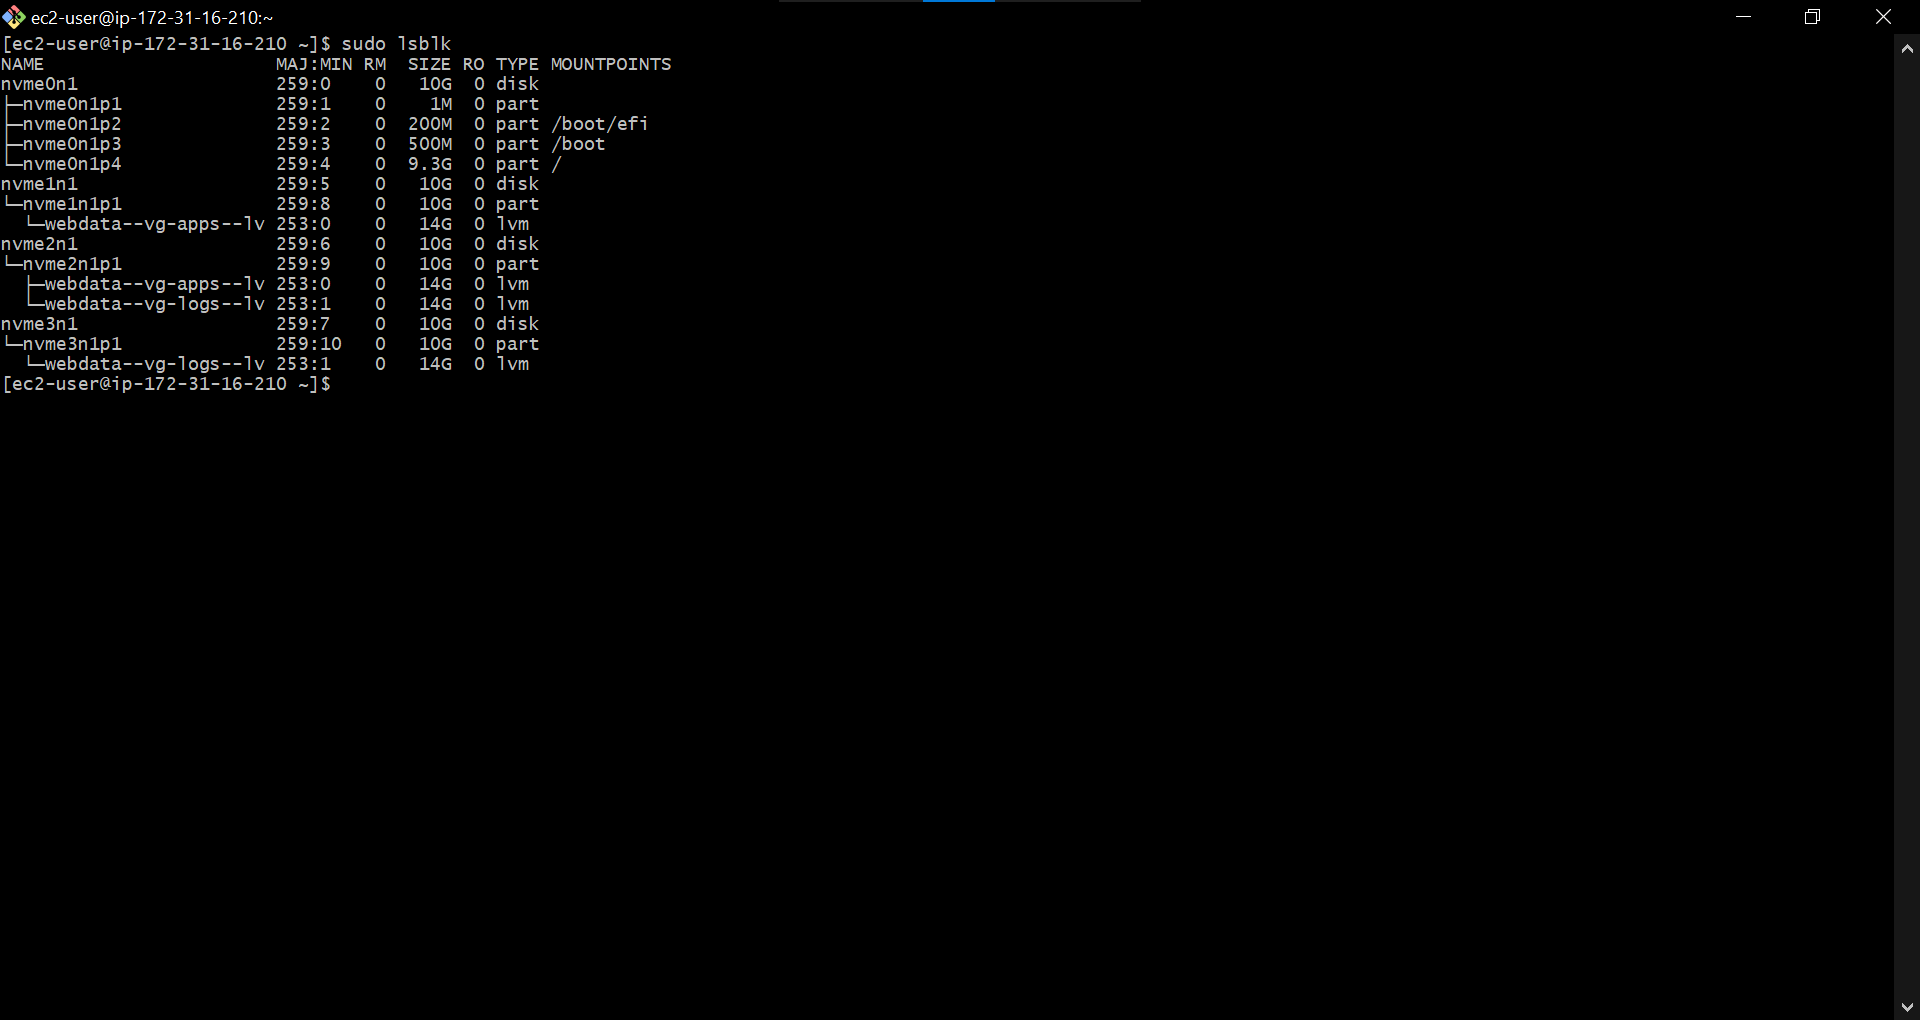 ec2-user@ip-172-31-16-210:~
[ec2-user@ip-172-31-16-210 ~]$ sudo lsblk
NAME                     MAJ:MIN RM  SIZE RO TYPE MOUNTPOINTS
nvme0n1                  259:0    0   10G  0 disk
├─nvme0n1p1              259:1    0    1M  0 part
├─nvme0n1p2              259:2    0  200M  0 part /boot/efi
├─nvme0n1p3              259:3    0  500M  0 part /boot
└─nvme0n1p4              259:4    0  9.3G  0 part /
nvme1n1                  259:5    0   10G  0 disk
└─nvme1n1p1              259:8    0   10G  0 part
  └─webdata--vg-apps--lv 253:0    0   14G  0 lvm
nvme2n1                  259:6    0   10G  0 disk
└─nvme2n1p1              259:9    0   10G  0 part
  ├─webdata--vg-apps--lv 253:0    0   14G  0 lvm
  └─webdata--vg-logs--lv 253:1    0   14G  0 lvm
nvme3n1                  259:7    0   10G  0 disk
└─nvme3n1p1              259:10   0   10G  0 part
  └─webdata--vg-logs--lv 253:1    0   14G  0 lvm
[ec2-user@ip-172-31-16-210 ~]$